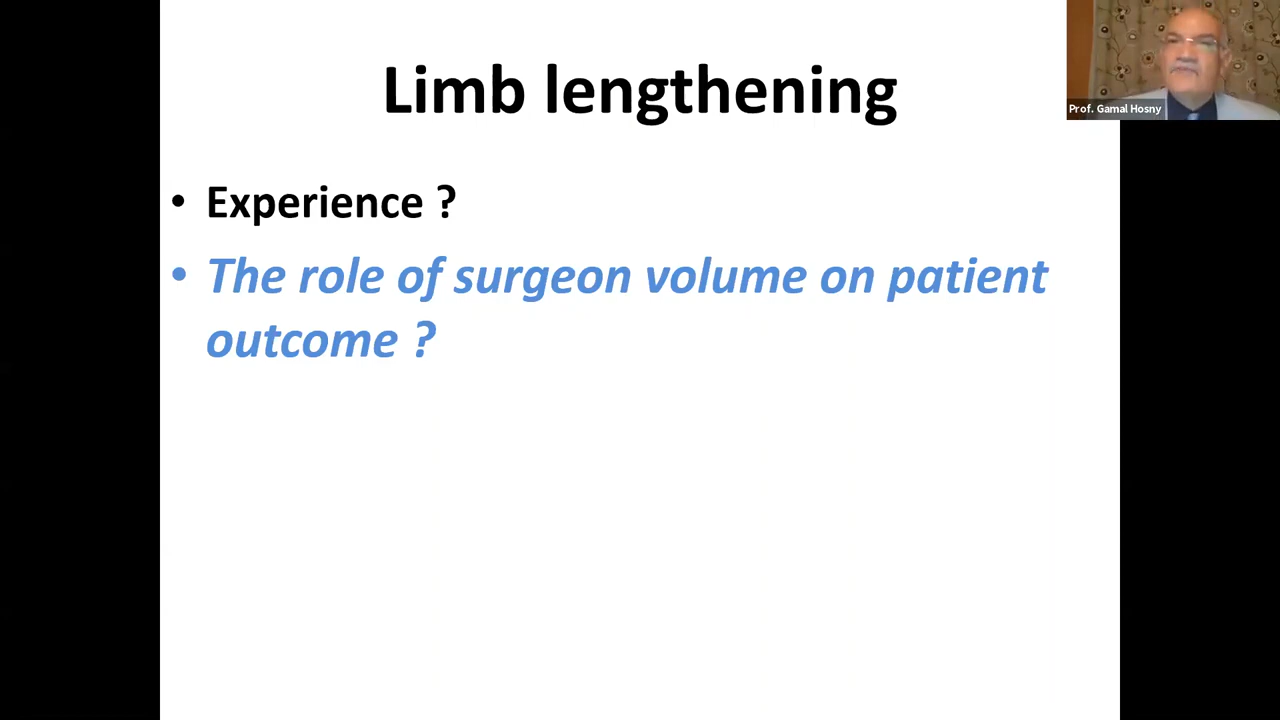 Limb lengthening
Prof. Gamal Hosny
• Experience ?
• The role of surgeon volume on patient
outcome ?